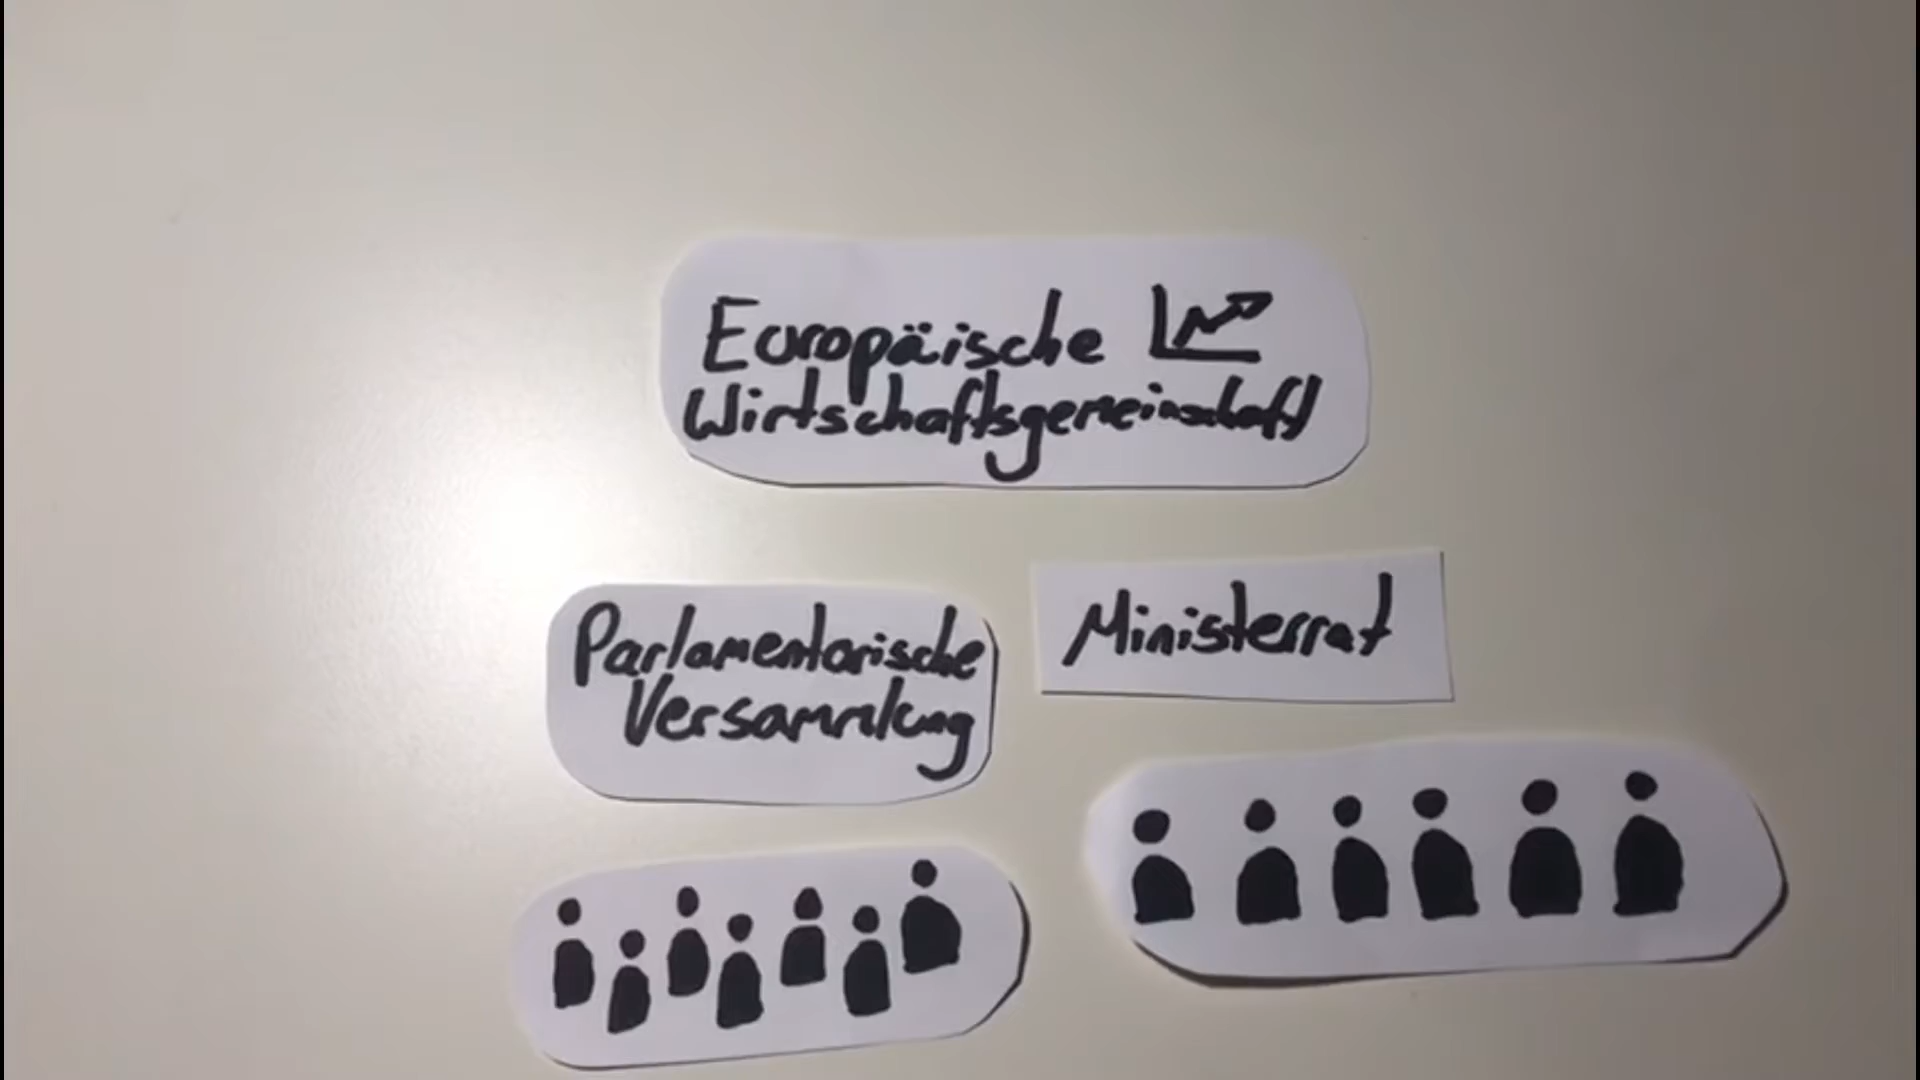 Europäische
Wirtschaftsgemeinschaft
Parlamentarische
Versammlung
Ministerrat